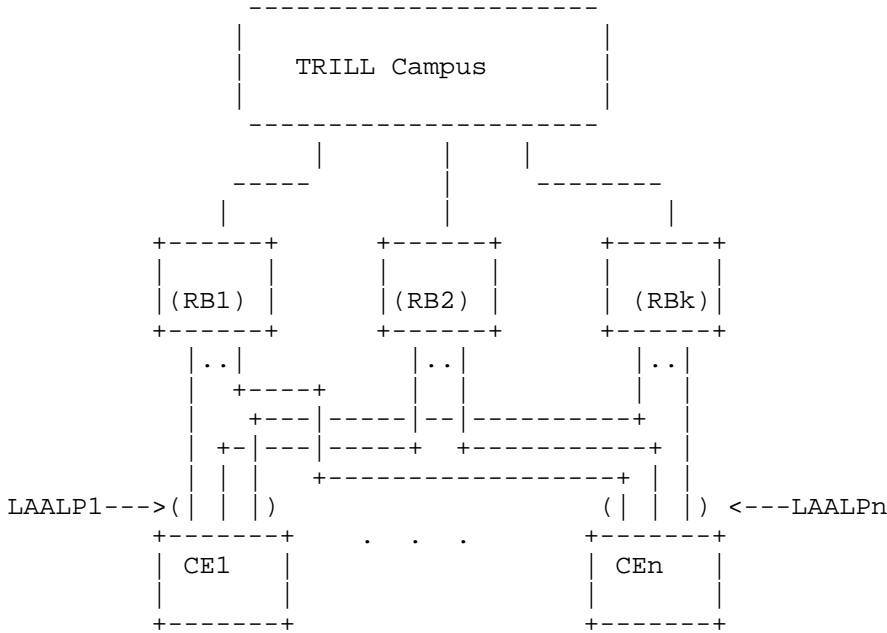 TRILL Campus
(RB1) (RB2) (RBk)
LAALP1--->( ) ( ) <---LAALPn
CE1 . . . CEn